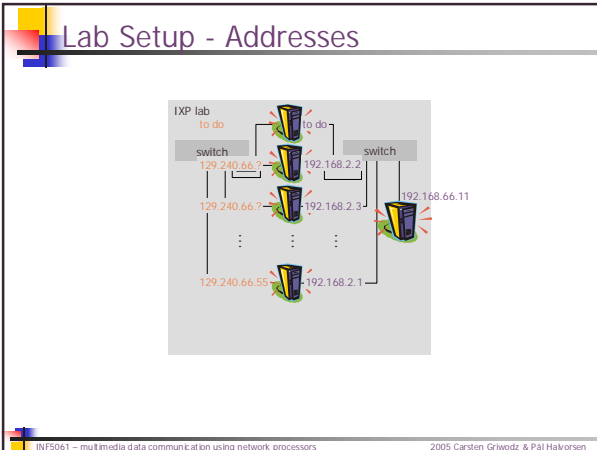 Lab Setup - Addresses
IXP lab
to do
to do
switch
switch
129.240.66.?
192.168.2.2
192.168.66.11
129.240.66.?
192.168.2.3
...
...
...
129.240.66.55
192.168.2.1
INF5061 – multimedia data communication using network processors
2005 Carsten Griwodz & Pål Halvorsen